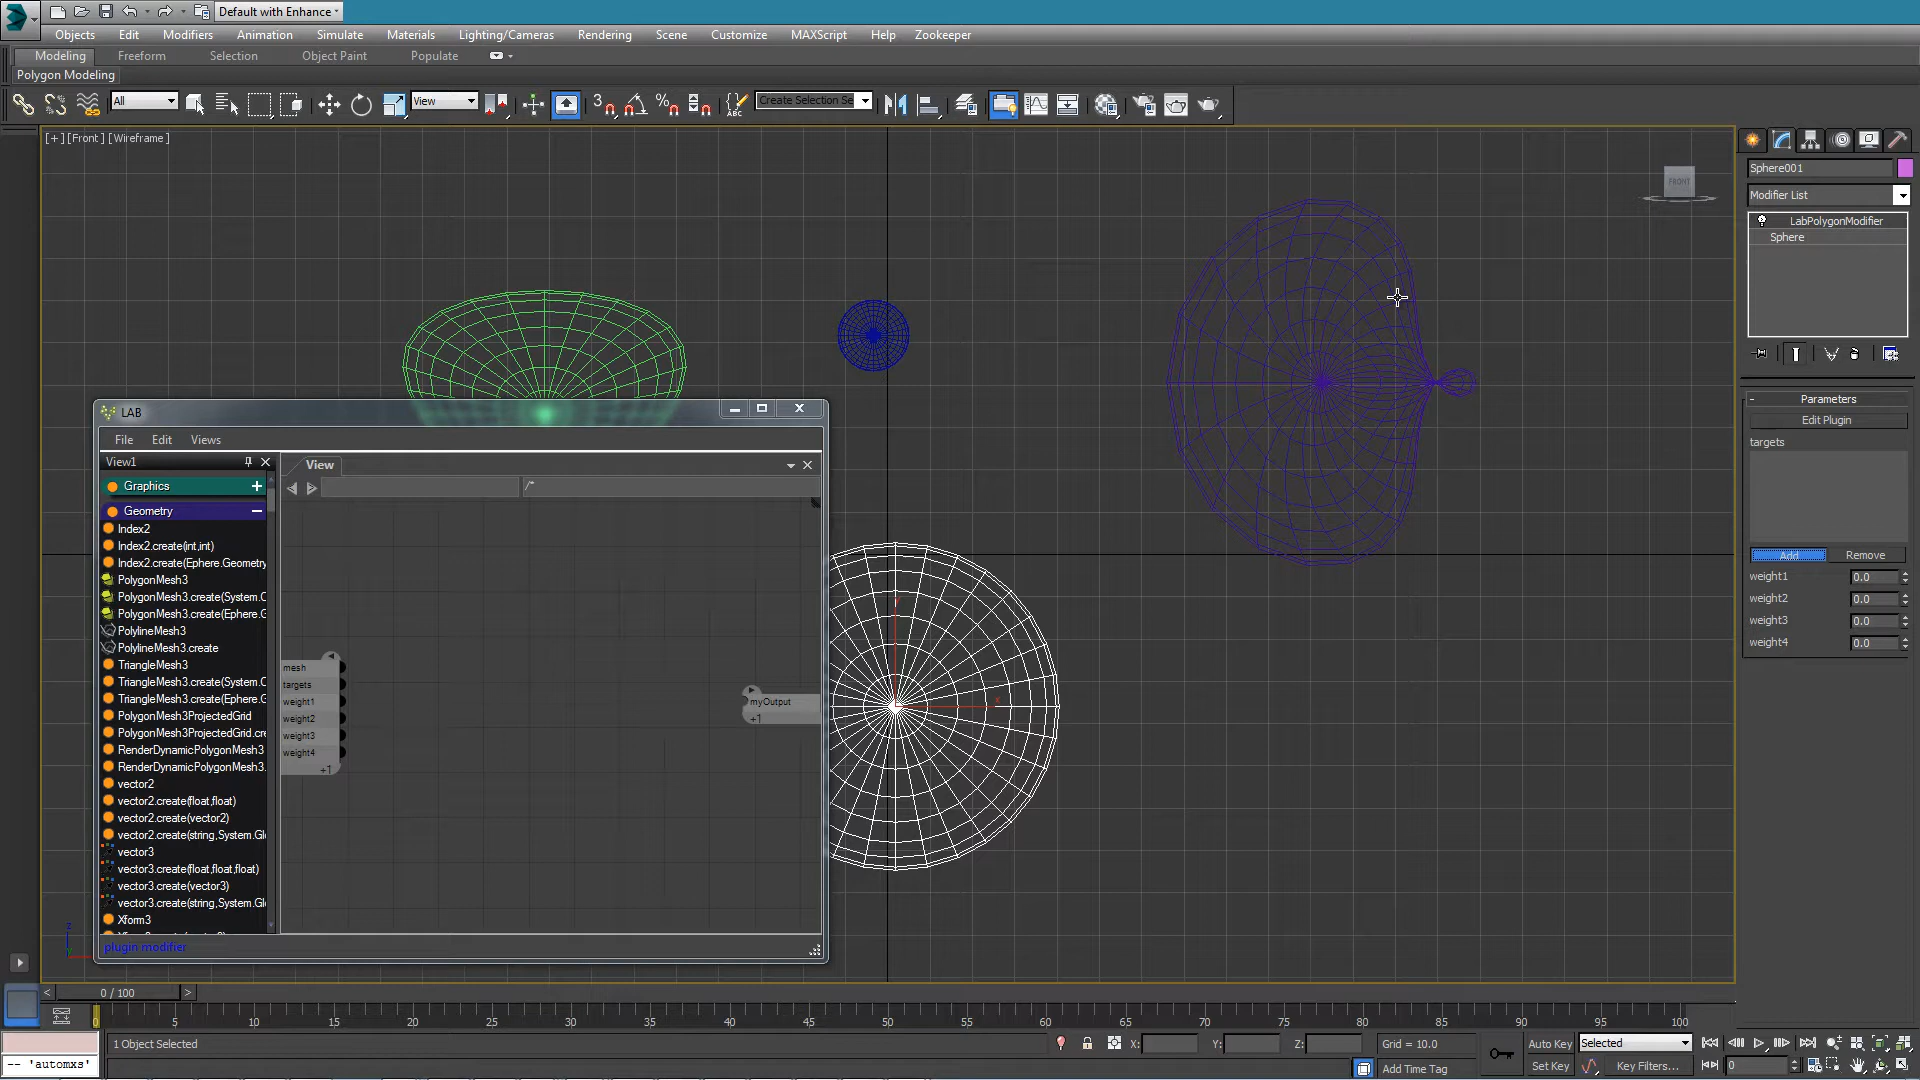 Default with Enhance
Objects Edit Modifiers Animation Simulate Materials Lighting/Cameras Rendering Scene Customize MAXScript Help Zookeeper
Modeling Freeform Selection Object Paint Populate
Polygon Modeling
All View 3 ABC Create Selection Se
[+] [Front] [Wireframe]
FRONT
Sphere001
Modifier List
LabPolygonModifier
Sphere
Parameters
Edit Plugin
targets
Add Remove
weight1 0.0
weight2 0.0
weight3 0.0
weight4 0.0
LAB
File Edit Views
View1
View
/*
Graphics +
Geometry
Index2
Index2.create(int,int)
Index2.create(Ephere.Geometry
PolygonMesh3
PolygonMesh3.create(System.C
PolygonMesh3.create(Ephere.G
PolylineMesh3
PolylineMesh3.create
TriangleMesh3
TriangleMesh3.create(System.C
TriangleMesh3.create(Ephere.G
PolygonMesh3ProjectedGrid
PolygonMesh3ProjectedGrid.cre
RenderDynamicPolygonMesh3
RenderDynamicPolygonMesh3.
vector2
vector2.create(float,float)
vector2.create(vector2)
vector2.create(string,System.Gl
vector3
vector3.create(float,float,float)
vector3.create(vector3)
vector3.create(string,System.Gl
Xform3
mesh
targets
weight1
weight2
weight3
weight4
+1
myOutput
+1
plugin modifier
x
z
< 0 / 100 >
5 10 15 20 25 30 35 40 45 50 55 60 65 70 75 80 85 90 95 100
1 Object Selected X: Y: Z: Grid = 10.0 Auto Key Selected
-- 'automxs' Add Time Tag Set Key Key Filters... 0